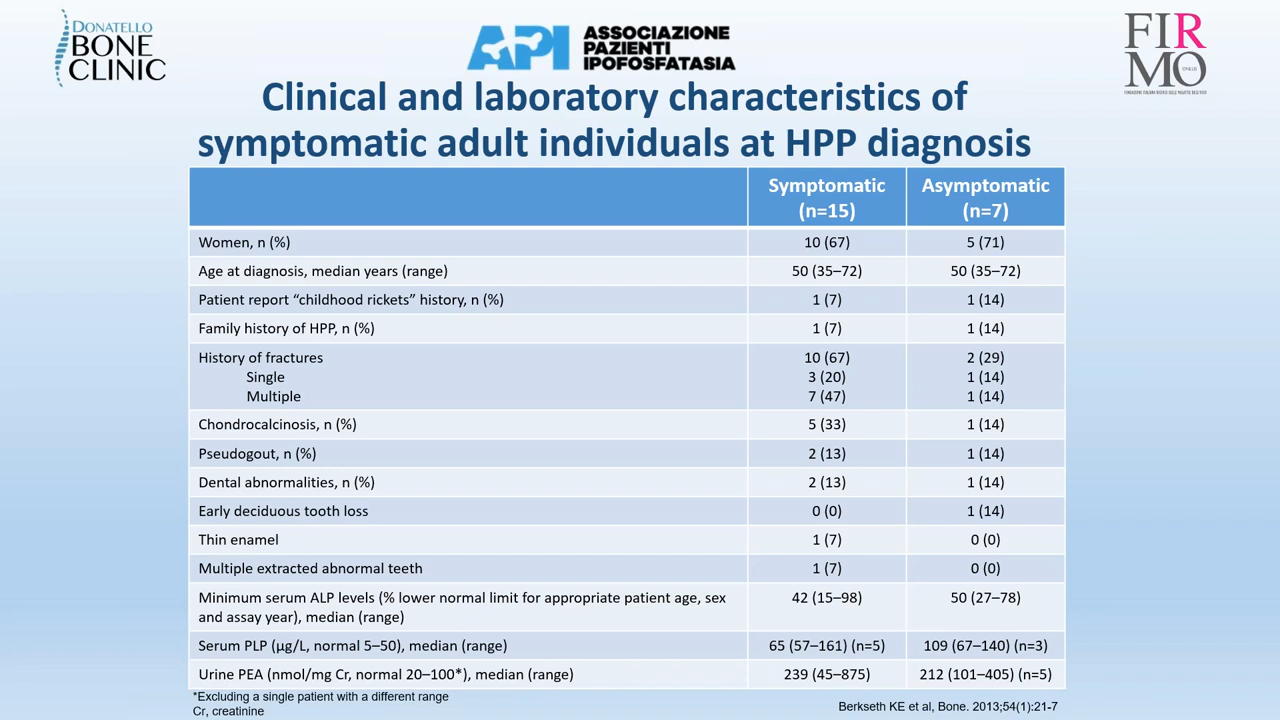 DONATELLO
BONE
CLINIC
API
ASSOCIAZIONE
PAZIENTI
IPOFOSFATASIA
FIR
MO
Clinical and laboratory characteristics of
symptomatic adult individuals at HPP diagnosis
Symptomatic (n=15) Asymptomatic (n=7)
Women, n (%) 10 (67) 5 (71)
Age at diagnosis, median years (range) 50 (35–72) 50 (35–72)
Patient report “childhood rickets” history, n (%) 1 (7) 1 (14)
Family history of HPP, n (%) 1 (7) 1 (14)
History of fractures 10 (67) 2 (29)
Single 3 (20) 1 (14)
Multiple 7 (47) 1 (14)
Chondrocalcinosis, n (%) 5 (33) 1 (14)
Pseudogout, n (%) 2 (13) 1 (14)
Dental abnormalities, n (%) 2 (13) 1 (14)
Early deciduous tooth loss 0 (0) 1 (14)
Thin enamel 1 (7) 0 (0)
Multiple extracted abnormal teeth 1 (7) 0 (0)
Minimum serum ALP levels (% lower normal limit for appropriate patient age, sex 42 (15–98) 50 (27–78)
and assay year), median (range)
Serum PLP (µg/L, normal 5–50), median (range) 65 (57–161) (n=5) 109 (67–140) (n=3)
Urine PEA (nmol/mg Cr, normal 20–100*), median (range) 239 (45–875) 212 (101–405) (n=5)
*Excluding a single patient with a different range
Cr, creatinine
Berkseth KE et al, Bone. 2013;54(1):21-7